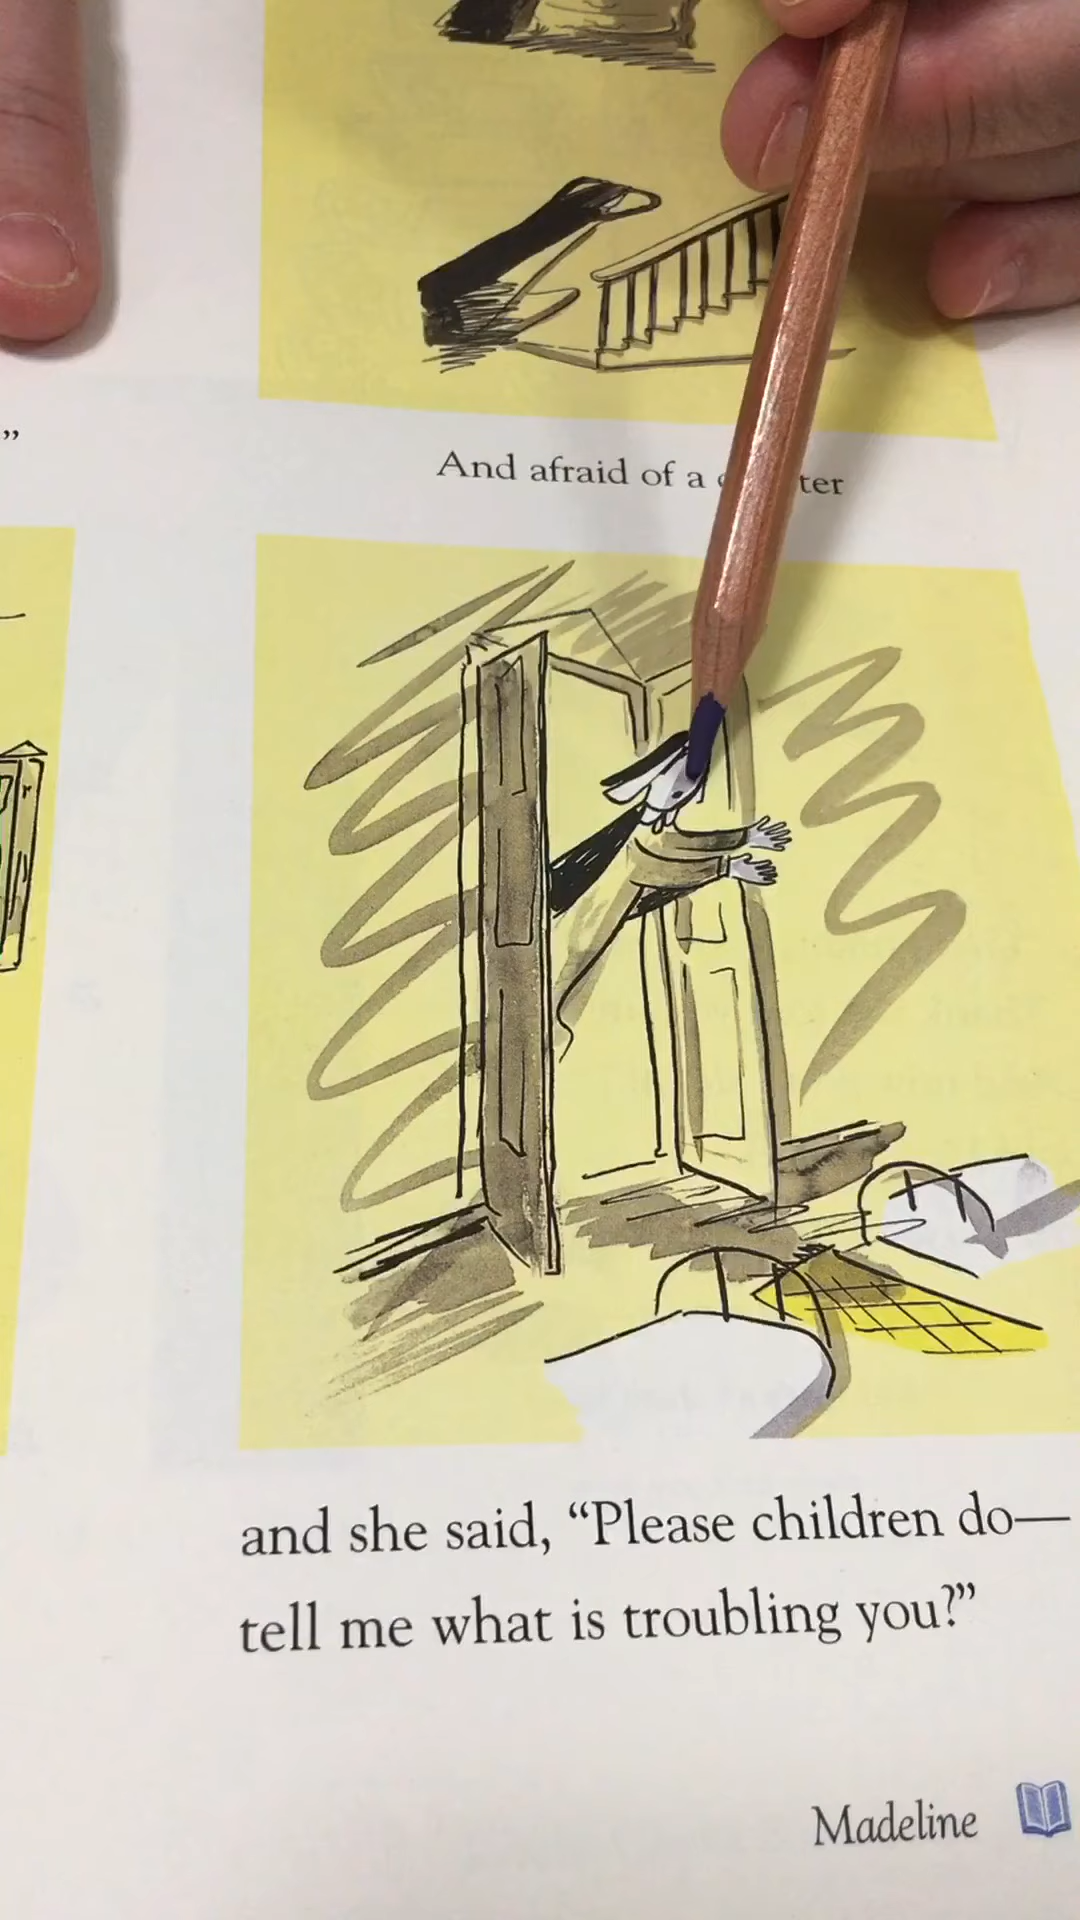 ”
And afraid of a ter
and she said, “Please children do—
tell me what is troubling you?”
Madeline